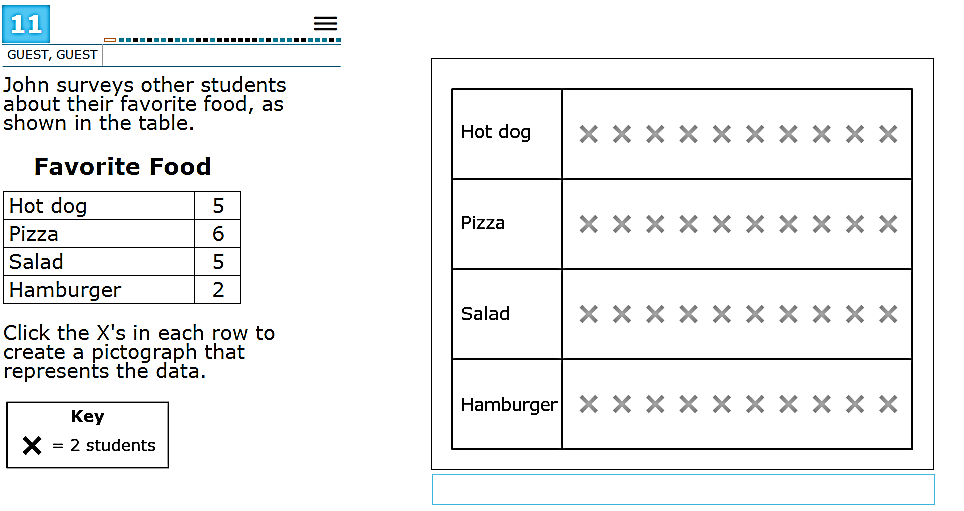 11
GUEST, GUEST
John surveys other students
about their favorite food, as
shown in the table.
Favorite Food
Hot dog 5
Pizza 6
Salad 5
Hamburger 2
Click the X's in each row to
create a pictograph that
represents the data.
Key
✕ = 2 students
Hot dog ✕ ✕ ✕ ✕ ✕ ✕ ✕ ✕ ✕ ✕
Pizza ✕ ✕ ✕ ✕ ✕ ✕ ✕ ✕ ✕ ✕
Salad ✕ ✕ ✕ ✕ ✕ ✕ ✕ ✕ ✕ ✕
Hamburger ✕ ✕ ✕ ✕ ✕ ✕ ✕ ✕ ✕ ✕